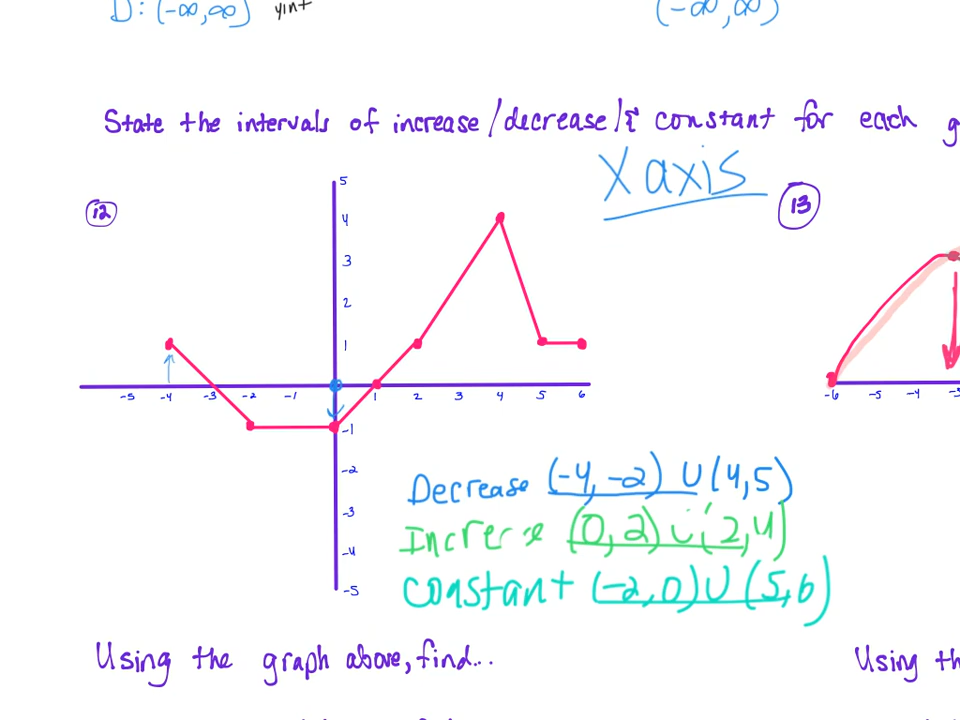 D: (-∞,∞) yint
(-∞,∞)
State the intervals of increase/decrease/& constant for each g
X axis
12
13
5
4
3
2
1
-5 -4 -3 -2 -1 1 2 3 4 5 6
-1
-2
-3
-4
-5
-6 -5 -4 -3
Decrease (-4,-2) U (4,5)
Increase (0,2) U (2,4)
Constant (-2,0) U (5,6)
Using the graph above, find...
Using th